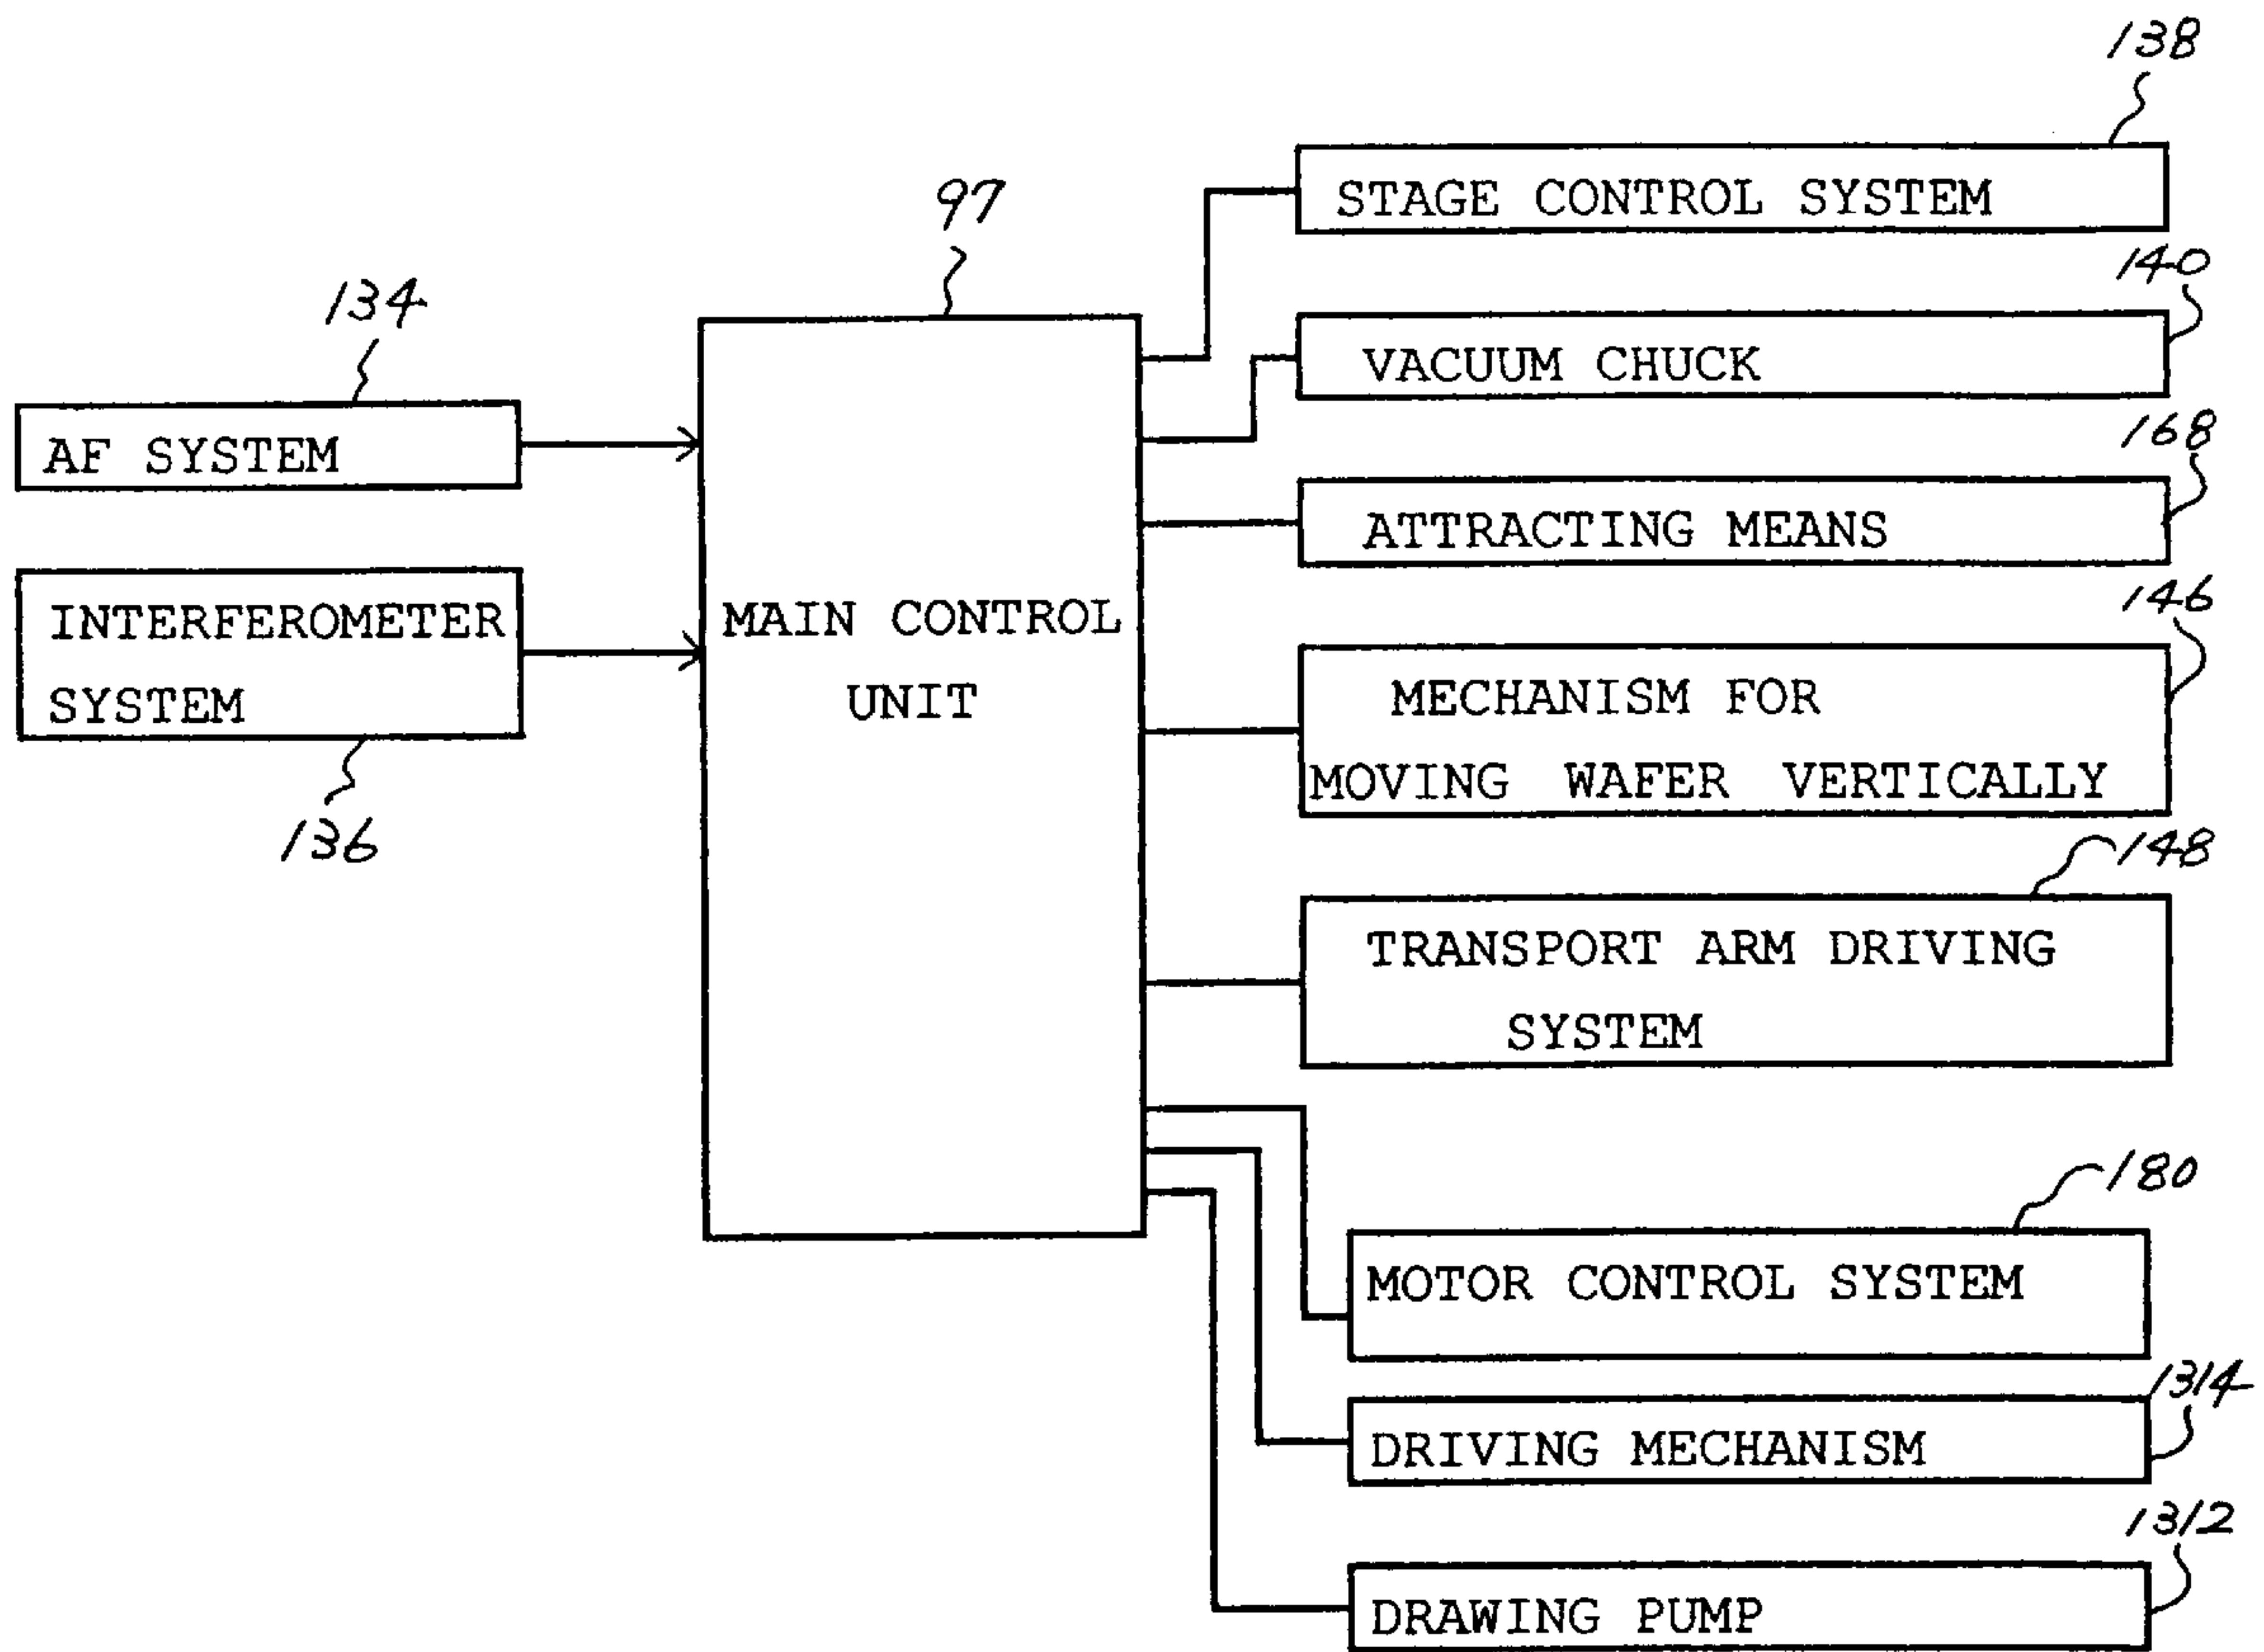 138
STAGE CONTROL SYSTEM
97
140
VACUUM CHUCK
134
168
AF SYSTEM
ATTRACTING MEANS
146
INTERFEROMETER
SYSTEM
136
MAIN CONTROL
UNIT
MECHANISM FOR
MOVING WAFER VERTICALLY
148
TRANSPORT ARM DRIVING
SYSTEM
180
MOTOR CONTROL SYSTEM
1314
DRIVING MECHANISM
1312
DRAWING PUMP